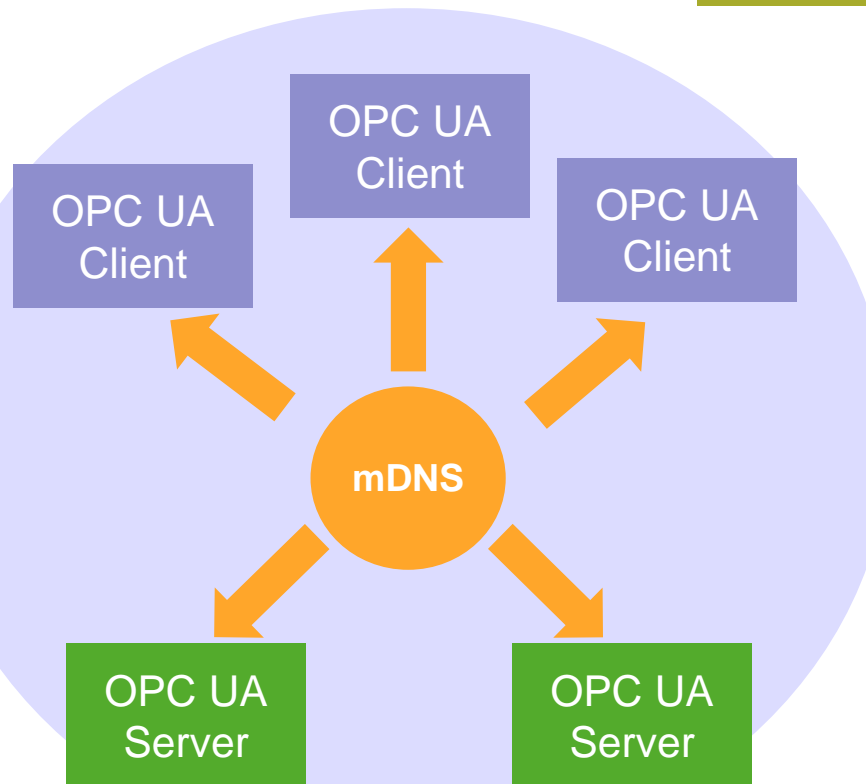 OPC UA
Client
OPC UA
Client
OPC UA
Client
mDNS
OPC UA
Server
OPC UA
Server